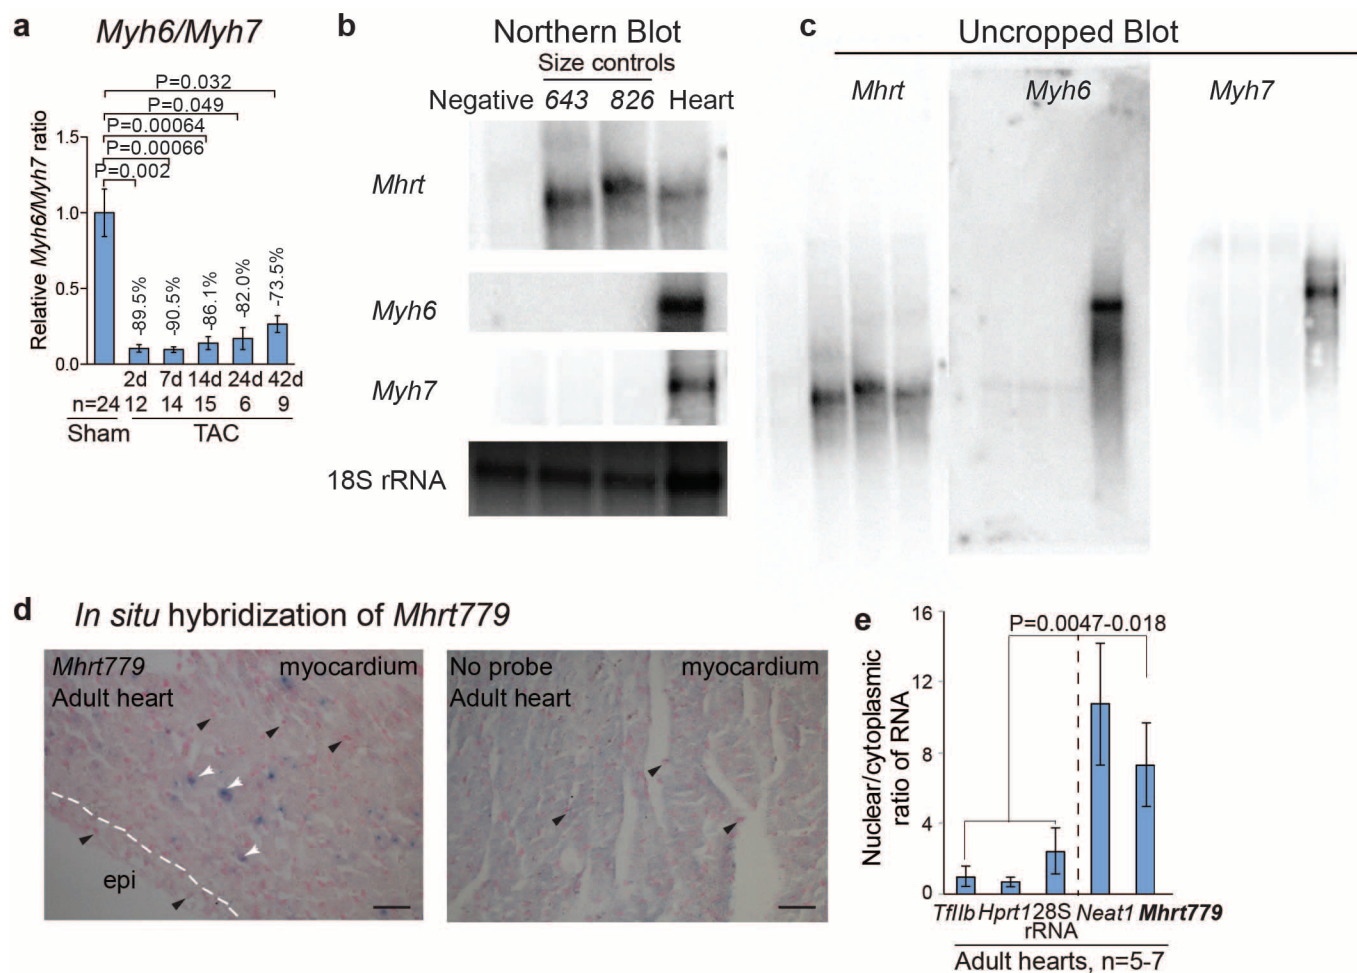 a
Myh6/Myh7
P=0.032
P=0.049
P=0.00064
P=0.00066
P=0.002
Relative Myh6/Myh7 ratio
1.5
1.0
0.5
0.0
-89.5%
-90.5%
-86.1%
-82.0%
-73.5%
2d 7d 14d 24d 42d
n=24 12 14 15 6 9
Sham TAC
b
Northern Blot
Size controls
Negative 643 826 Heart
Mhrt
Myh6
Myh7
18S rRNA
c
Uncropped Blot
Mhrt Myh6 Myh7
d
In situ hybridization of Mhrt779
Mhrt779 myocardium
Adult heart
epi
No probe myocardium
Adult heart
e
P=0.0047-0.018
Nuclear/cytoplasmic
ratio of RNA
16
12
8
4
0
TfIIb Hprt1 28S Neat1 Mhrt779
rRNA
Adult hearts, n=5-7